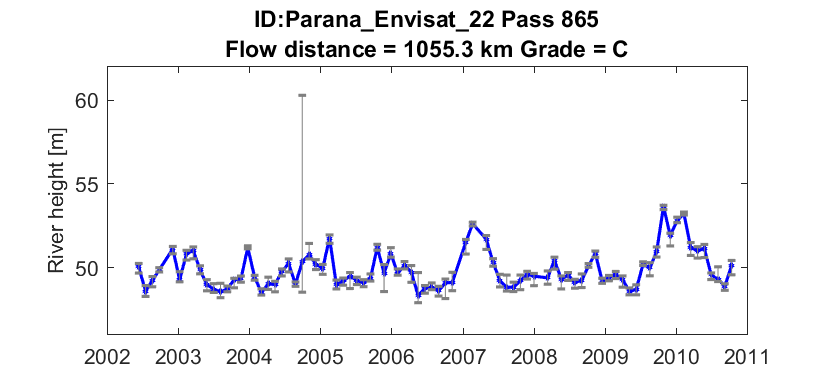 ID:Parana_Envisat_22 Pass 865
Flow distance = 1055.3 km Grade = C
River height [m]
60
55
50
2002 2003 2004 2005 2006 2007 2008 2009 2010 2011